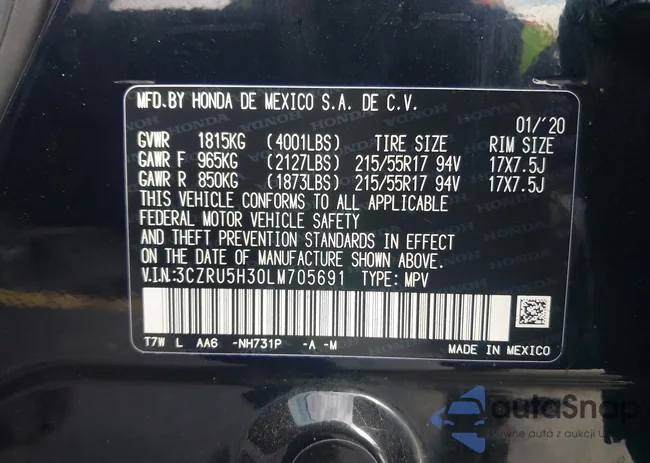 MFD.BY HONDA DE MEXICO S.A. DE C.V.
01/'20
GVWR 1815KG (4001LBS) TIRE SIZE RIM SIZE
GAWR F 965KG (2127LBS) 215/55R17 94V 17X7.5J
GAWR R 850KG (1873LBS) 215/55R17 94V 17X7.5J
THIS VEHICLE CONFORMS TO ALL APPLICABLE
FEDERAL MOTOR VEHICLE SAFETY
AND THEFT PREVENTION STANDARDS IN EFFECT
ON THE DATE OF MANUFACTURE SHOWN ABOVE.
V.I.N:3CZRU5H30LM705691 TYPE: MPV
T7W L AA6 -NH731P -A -M
MADE IN MEXICO
autoSnap
Pewne auta z aukcji U